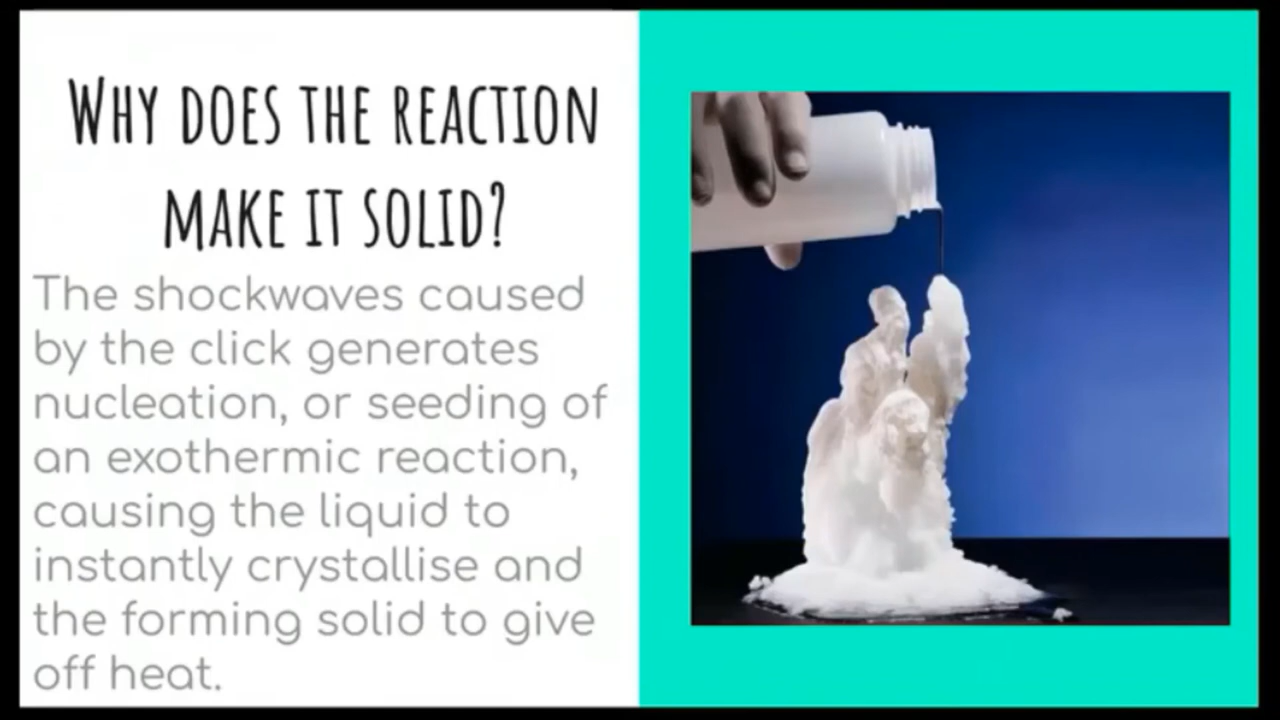 Why does the reaction
make it solid?
The shockwaves caused
by the click generates
nucleation, or seeding of
an exothermic reaction,
causing the liquid to
instantly crystallise and
the forming solid to give
off heat.